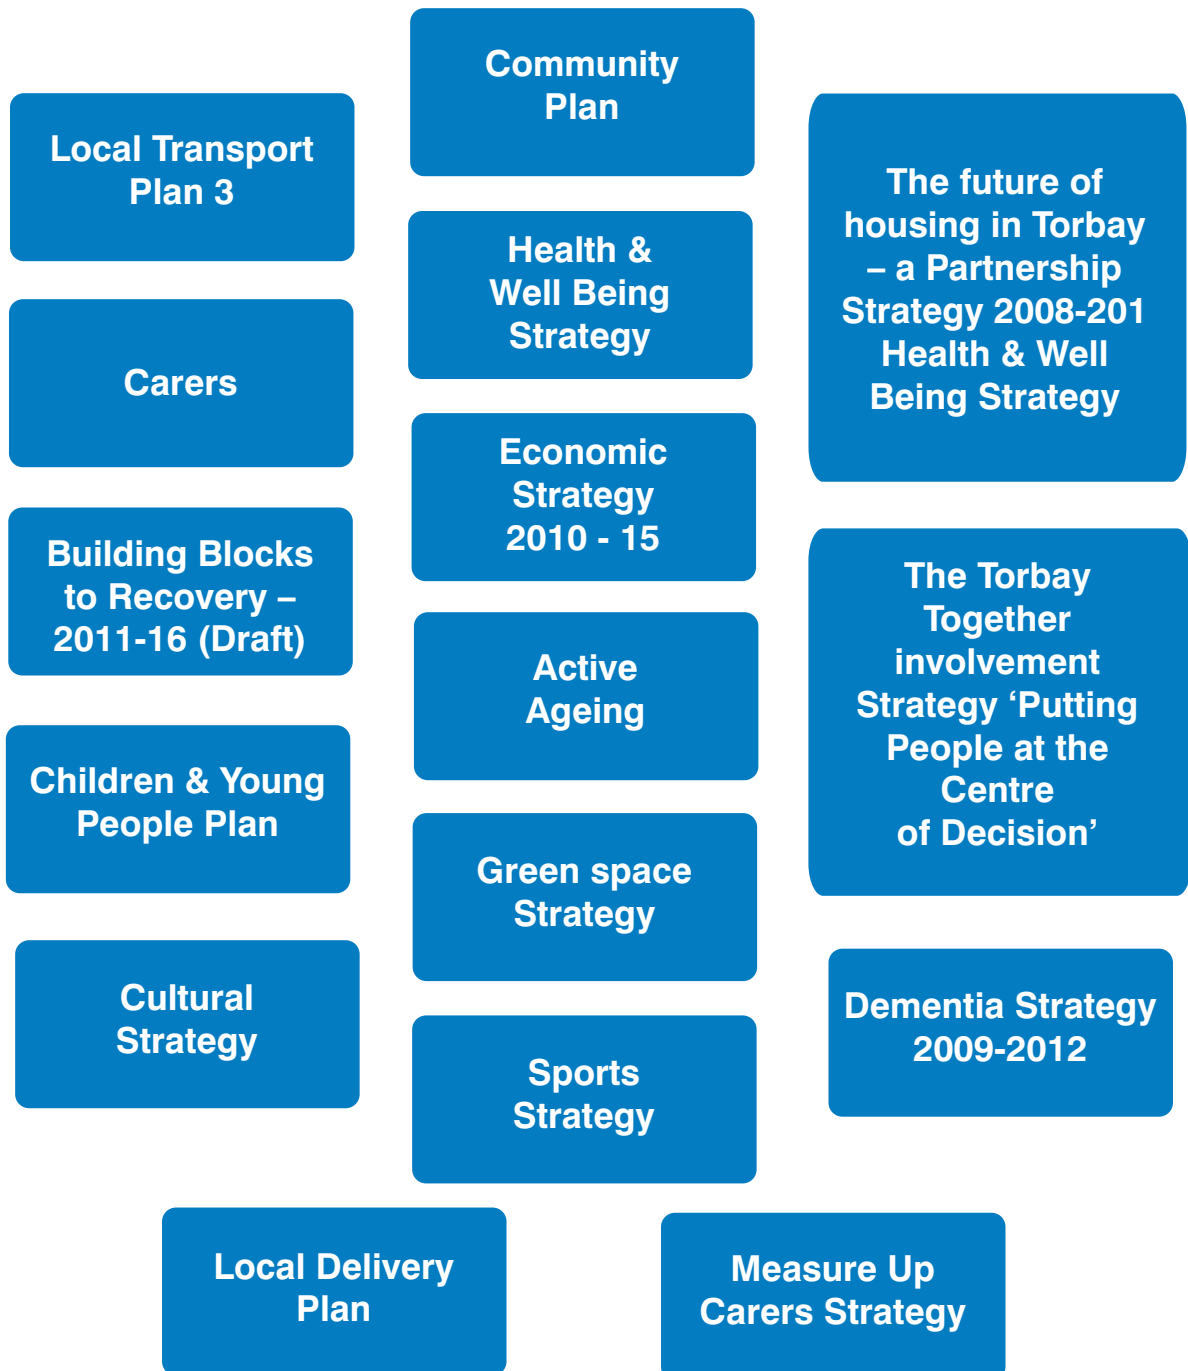 Community
Plan
Local Transport
Plan 3
The future of
housing in Torbay
– a Partnership
Strategy 2008-201
Health & Well
Being Strategy
Health &
Well Being
Strategy
Carers
Economic
Strategy
2010 - 15
Building Blocks
to Recovery –
2011-16 (Draft)
The Torbay
Together
involvement
Strategy ‘Putting
People at the
Centre
of Decision’
Active
Ageing
Children & Young
People Plan
Green space
Strategy
Cultural
Strategy
Dementia Strategy
2009-2012
Sports
Strategy
Local Delivery
Plan
Measure Up
Carers Strategy